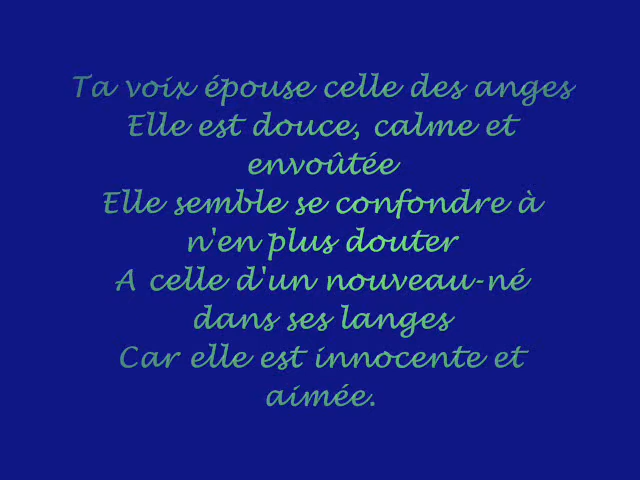 Ta voix épouse celle des anges
Elle est douce, calme et
envoûtée
Elle semble se confondre à
n'en plus douter
A celle d'un nouveau-né
dans ses langes
Car elle est innocente et
aimée.